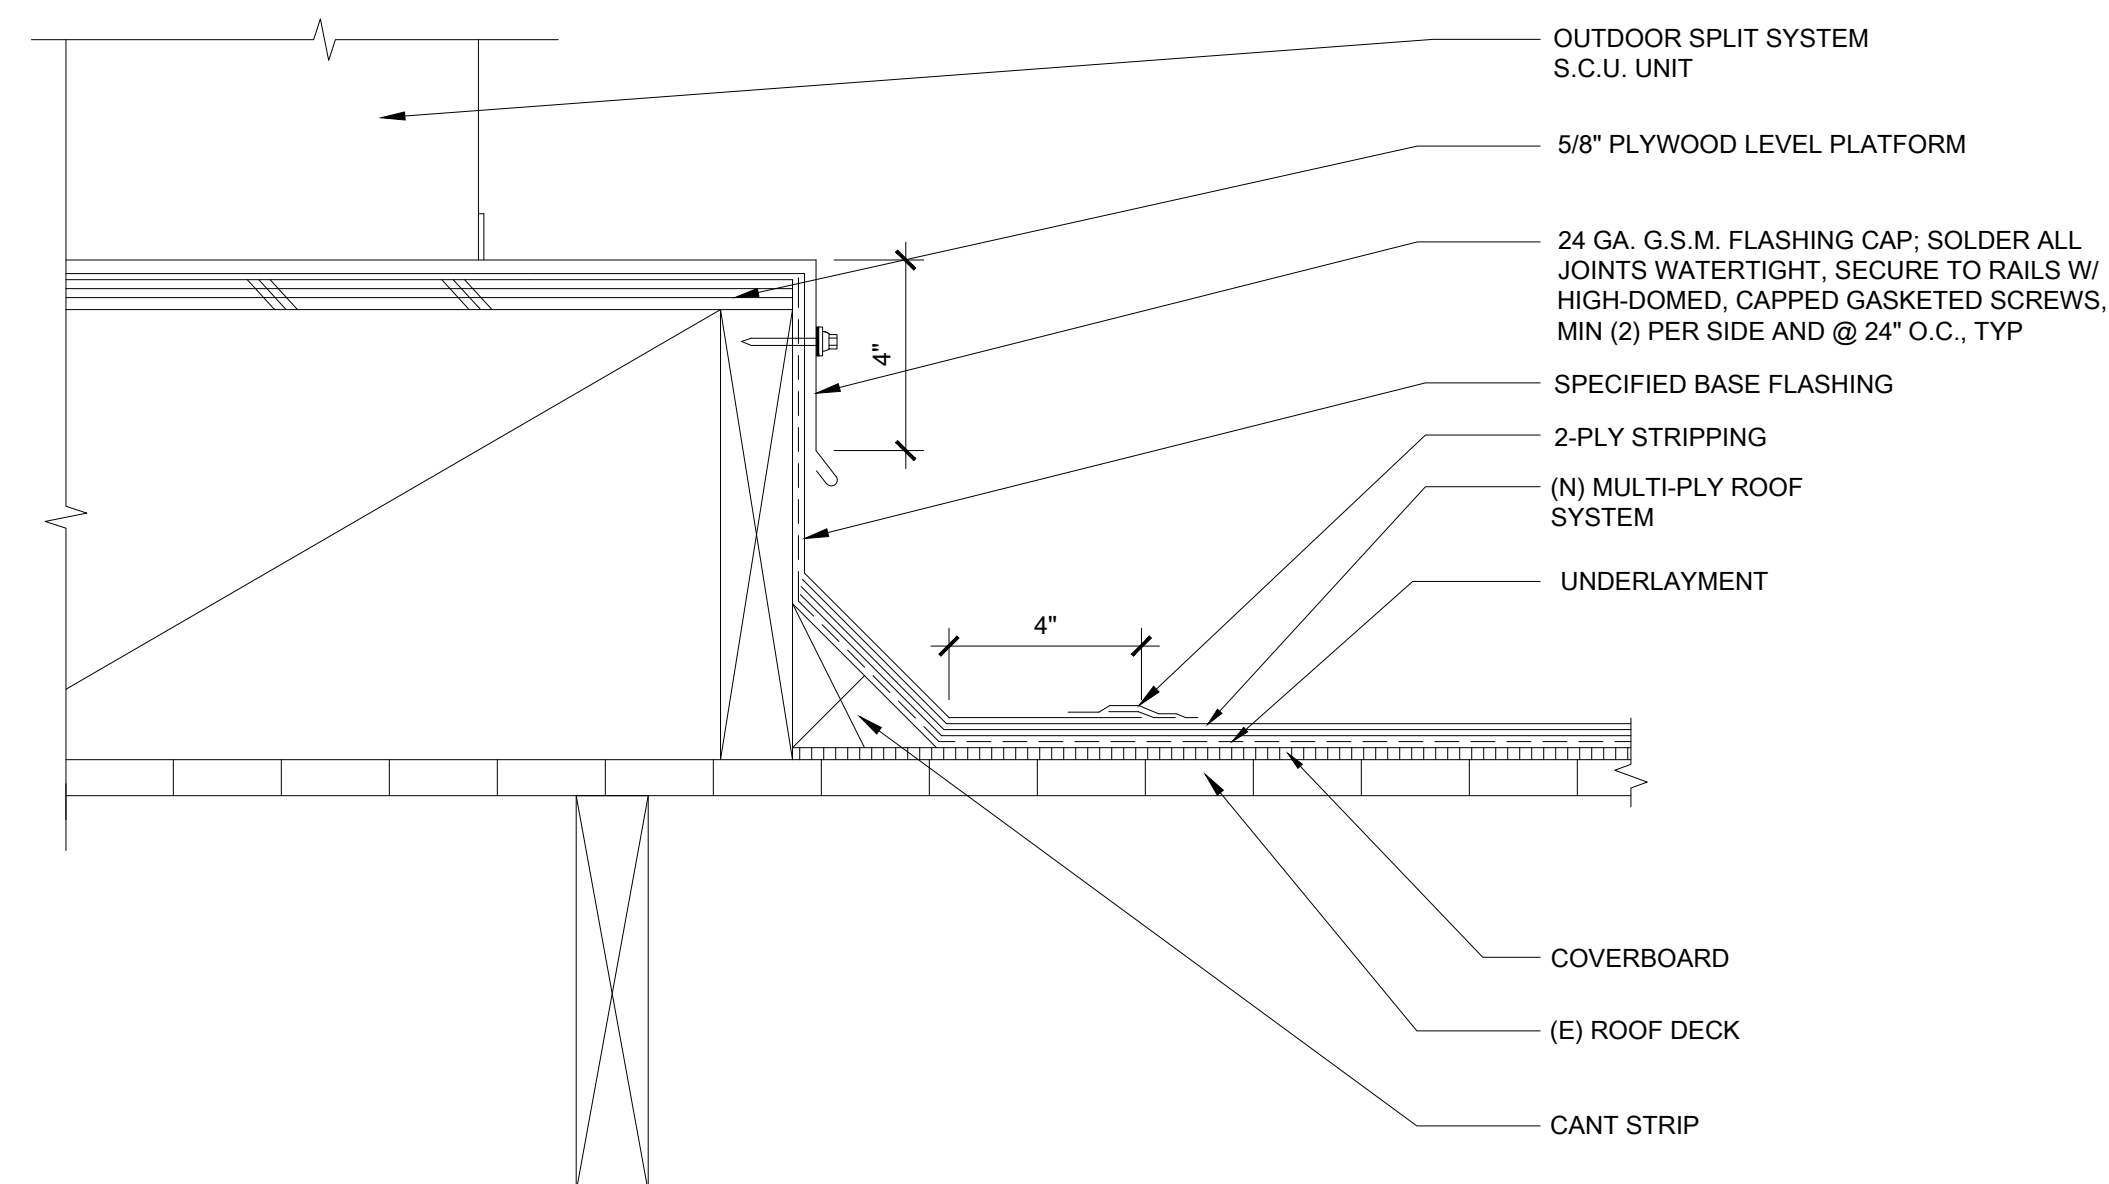 OUTDOOR SPLIT SYSTEM
S.C.U. UNIT
5/8" PLYWOOD LEVEL PLATFORM
24 GA. G.S.M. FLASHING CAP; SOLDER ALL
JOINTS WATERTIGHT, SECURE TO RAILS W/
HIGH-DOMED, CAPPED GASKETED SCREWS,
MIN (2) PER SIDE AND @ 24" O.C., TYP
4"
SPECIFIED BASE FLASHING
2-PLY STRIPPING
(N) MULTI-PLY ROOF
SYSTEM
UNDERLAYMENT
4"
COVERBOARD
(E) ROOF DECK
CANT STRIP